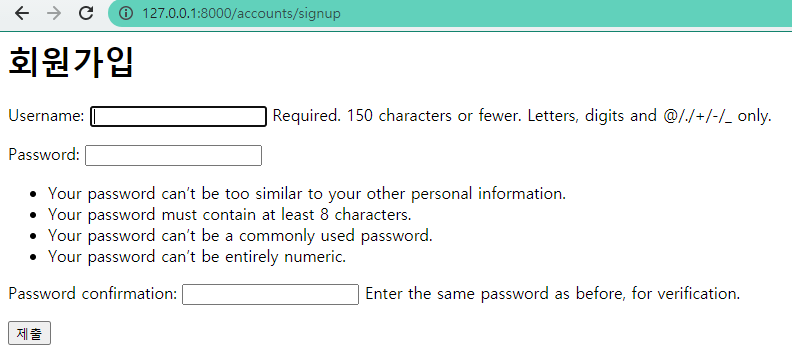 127.0.0.1:8000/accounts/signup
회원가입
Username: Required. 150 characters or fewer. Letters, digits and @/./+/-/_ only.
Password:
Your password can't be too similar to your other personal information.
Your password must contain at least 8 characters.
Your password can't be a commonly used password.
Your password can't be entirely numeric.
Password confirmation: Enter the same password as before, for verification.
제출